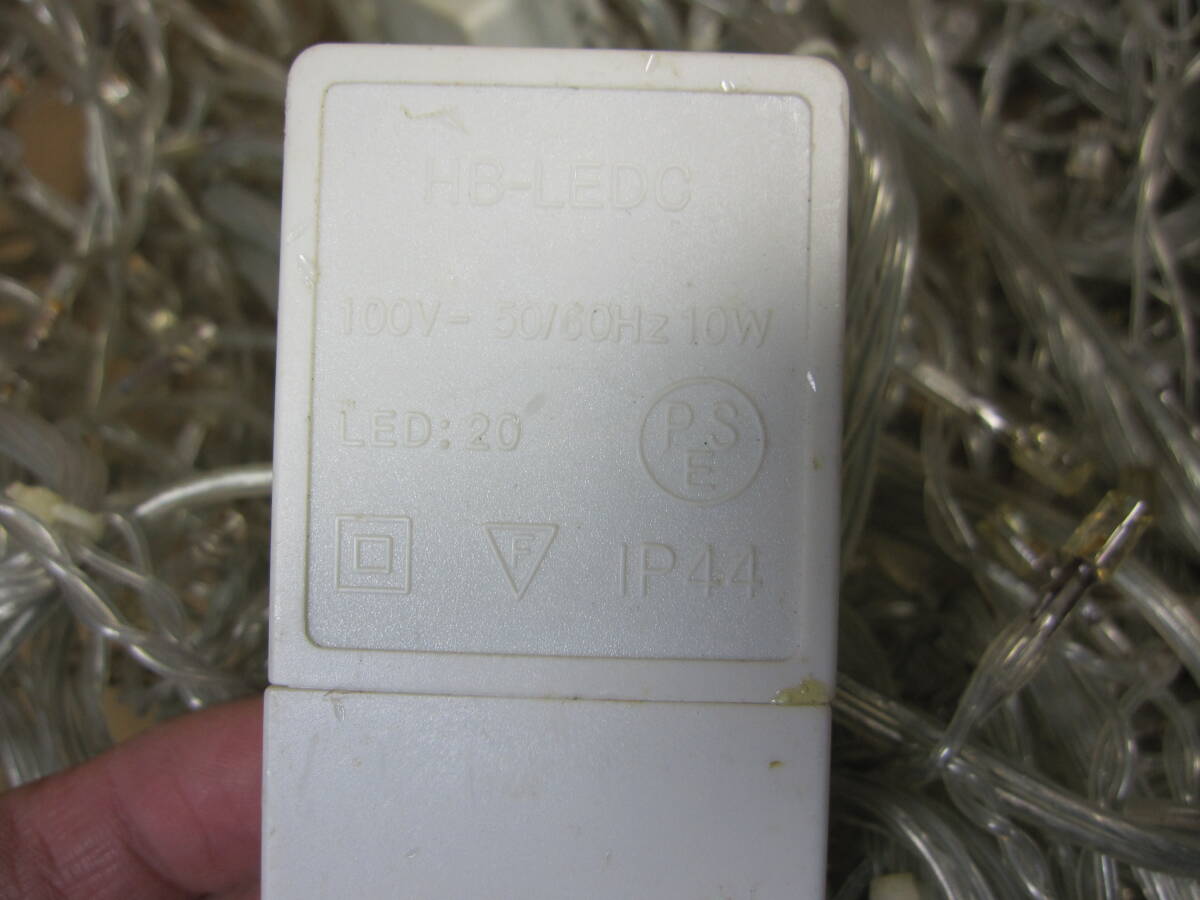 HB-LEDC
100V- 50/60Hz 10W
LED: 20
PS
E
F IP44